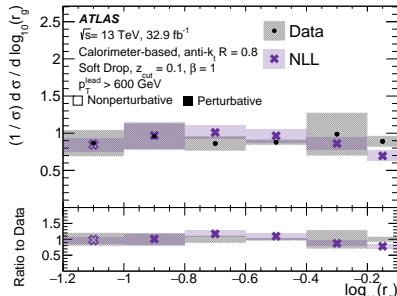 ATLAS
√s= 13 TeV, 32.9 fb⁻¹
Calorimeter-based, anti-kₜ R = 0.8
Soft Drop, z_cut = 0.1, β = 1
p_T^lead > 600 GeV
Nonperturbative Perturbative
Data
NLL
(1 / σ) d σ / d log₁₀(r_g)
2.5
2
1.5
1
0.5
Ratio to Data
1.5
1
0.5
−1.2 −1 −0.8 −0.6 −0.4 −0.2